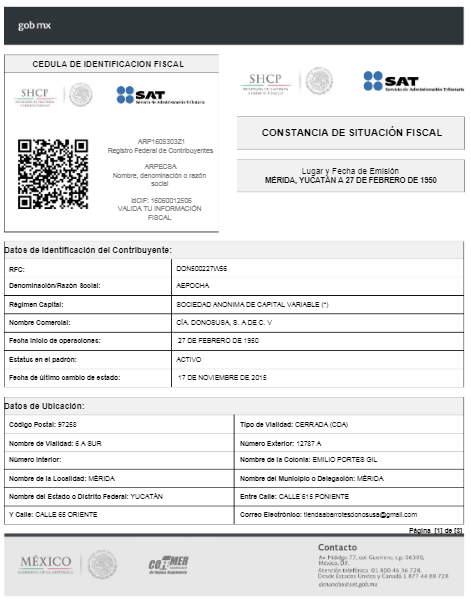 gob mx
CEDULA DE IDENTIFICACION FISCAL
SHCP
SAT
Servicio de Administración Tributaria
ARP1605303Z1
Registro Federal de Contribuyentes
ARPECSA
Nombre, denominación o razón
social
idCIF: 16060012506
VALIDA TU INFORMACIÓN
FISCAL
SHCP
SAT
Servicio de Administración Tributaria
CONSTANCIA DE SITUACIÓN FISCAL
Lugar y Fecha de Emisión
MÉRIDA, YUCATÁN A 27 DE FEBRERO DE 1950
Datos de Identificación del Contribuyente:
RFC: DON500227W56
Denominación/Razón Social: AEPOCHA
Régimen Capital: SOCIEDAD ANONIMA DE CAPITAL VARIABLE (*)
Nombre Comercial: CÍA. DONOSUSA, S. A DE C. V
Fecha inicio de operaciones: 27 DE FEBRERO DE 1950
Estatus en el padrón: ACTIVO
Fecha de último cambio de estado: 17 DE NOVIEMBRE DE 2015
Datos de Ubicación:
Código Postal: 97258 Tipo de Vialidad: CERRADA (CDA)
Nombre de Vialidad: 6 A SUR Número Exterior: 12787 A
Número Interior: Nombre de la Colonia: EMILIO PORTES GIL
Nombre de la Localidad: MÉRIDA Nombre del Municipio o Delegación: MÉRIDA
Nombre del Estado o Distrito Federal: YUCATÁN Entre Calle: CALLE 615 PONIENTE
Y Calle: CALLE 65 ORIENTE Correo Electrónico: tiendaabarrotesdonosusa@gmail.com
Página [1] de [3]
MÉXICO
GOBIERNO DE LA REPÚBLICA
COFEMER
Contacto
Av. Hidalgo 77, col. Guerrero, c.p. 06300,
México, D.F.
Atención telefónica 01 800 46 36 728,
Desde Estados Unidos y Canadá 1 877 44 88 728.
denuncias@sat.gob.mx